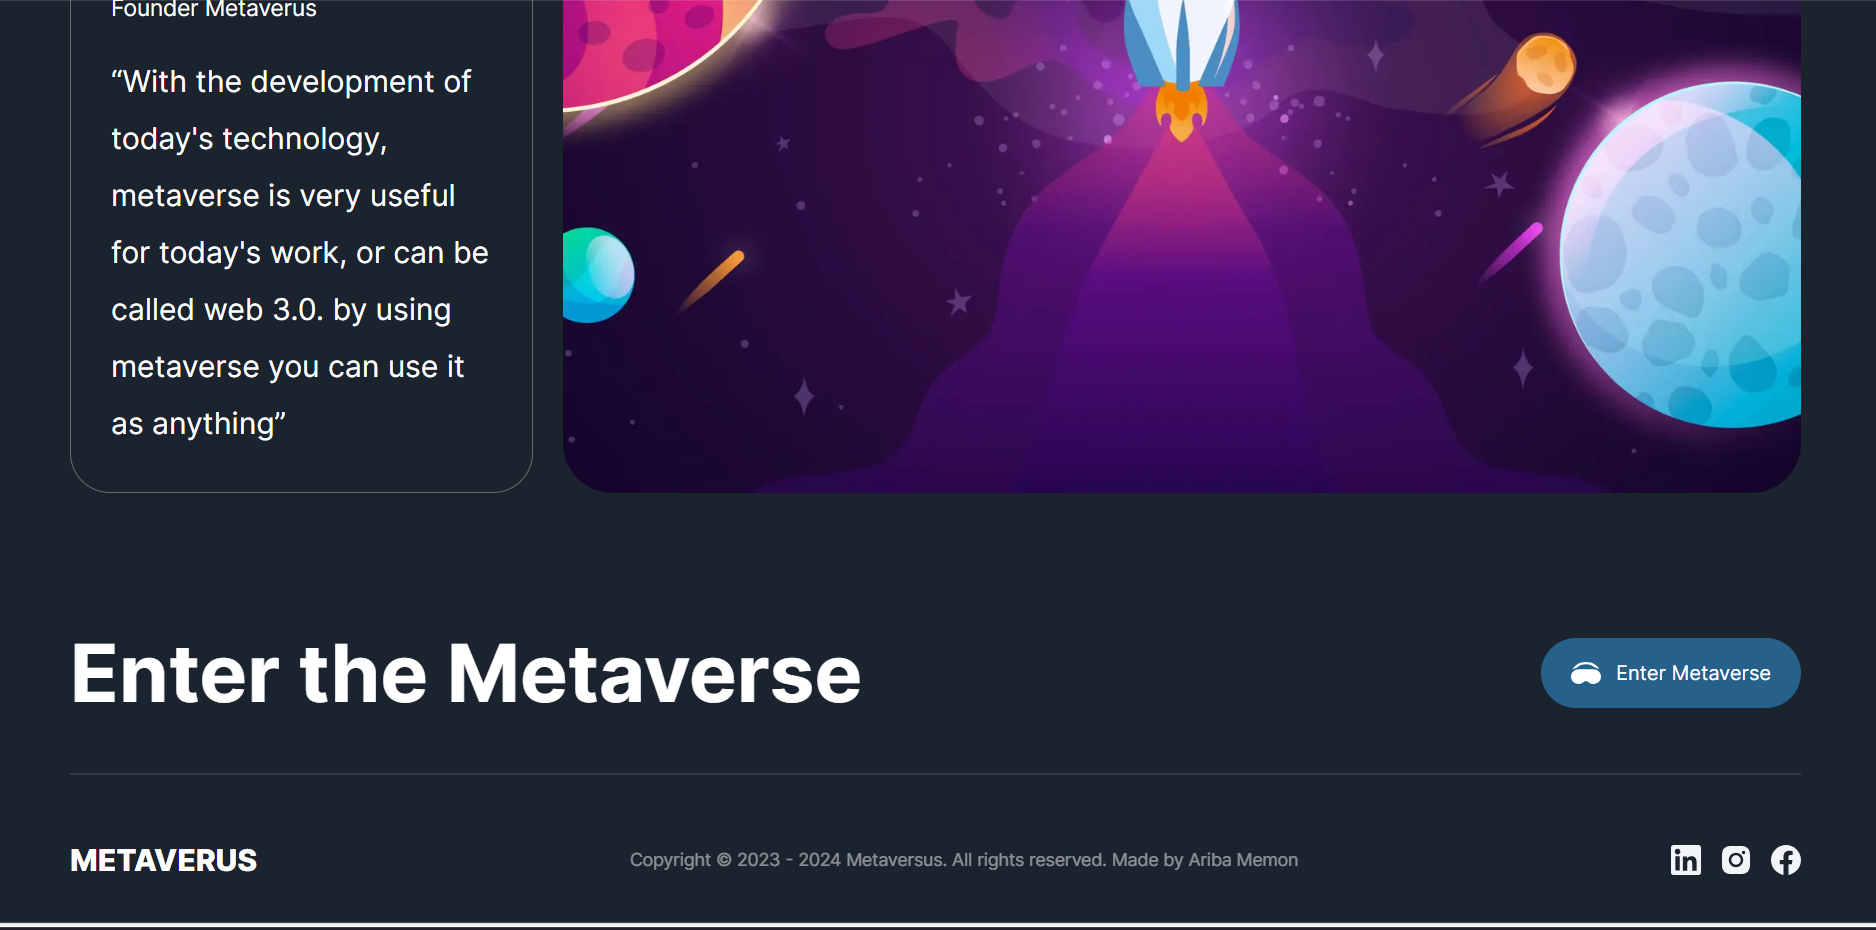 Founder Metaverus
“With the development of
today's technology,
metaverse is very useful
for today's work, or can be
called web 3.0. by using
metaverse you can use it
as anything”
Enter the Metaverse
Enter Metaverse
METAVERUS
Copyright © 2023 - 2024 Metaversus. All rights reserved. Made by Ariba Memon